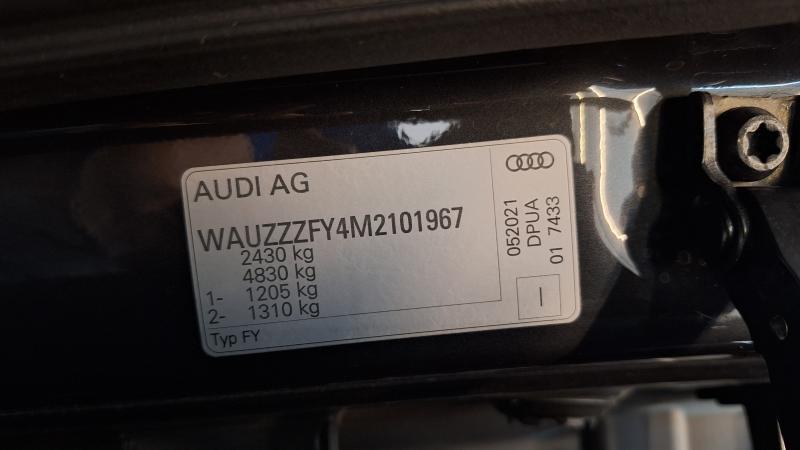 AUDI AG
WAUZZZFY4M2101967
2430 kg
4830 kg
1- 1205 kg
2- 1310 kg
Typ FY
052021
DPUA
01 7433
I